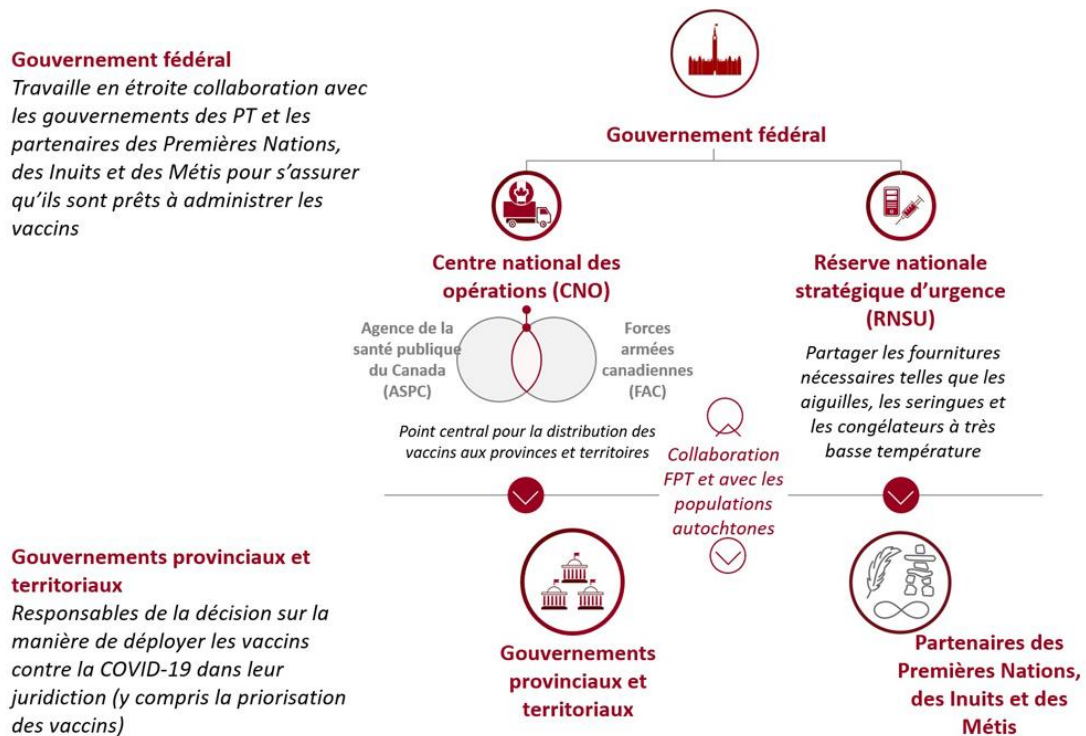 Gouvernement fédéral
Travaille en étroite collaboration avec
les gouvernements des PT et les
partenaires des Premières Nations,
des Inuits et des Métis pour s’assurer
qu’ils sont prêts à administrer les
vaccins
Gouvernement fédéral
Centre national des
opérations (CNO)
Agence de la
santé publique
du Canada
(ASPC)
Forces
armées
canadiennes
(FAC)
Point central pour la distribution des
vaccins aux provinces et territoires
Réserve nationale
stratégique d’urgence
(RNSU)
Partager les fournitures
nécessaires telles que les
aiguilles, les seringues et
les congélateurs à très
basse température
Collaboration
FPT et avec les
populations
autochtones
Gouvernements provinciaux et
territoriaux
Responsables de la décision sur la
manière de déployer les vaccins
contre la COVID-19 dans leur
juridiction (y compris la priorisation
des vaccins)
Gouvernements
provinciaux et
territoriaux
Partenaires des
Premières Nations,
des Inuits et des
Métis